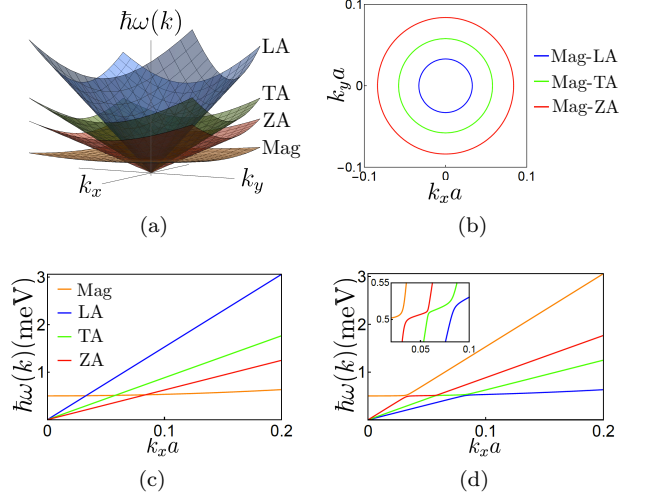 ħω(k)
LA
TA
ZA
Mag
k_x
k_y
(a)
0.1
k_y a
0
-0.1
-0.1
0
0.1
k_x a
Mag-LA
Mag-TA
Mag-ZA
(b)
3
2
1
ħω(k)(meV)
Mag
LA
TA
ZA
0
0.1
0.2
k_x a
(c)
3
2
1
ħω(k)(meV)
0.55
0.5
0.05
0.1
0
0.1
0.2
k_x a
(d)